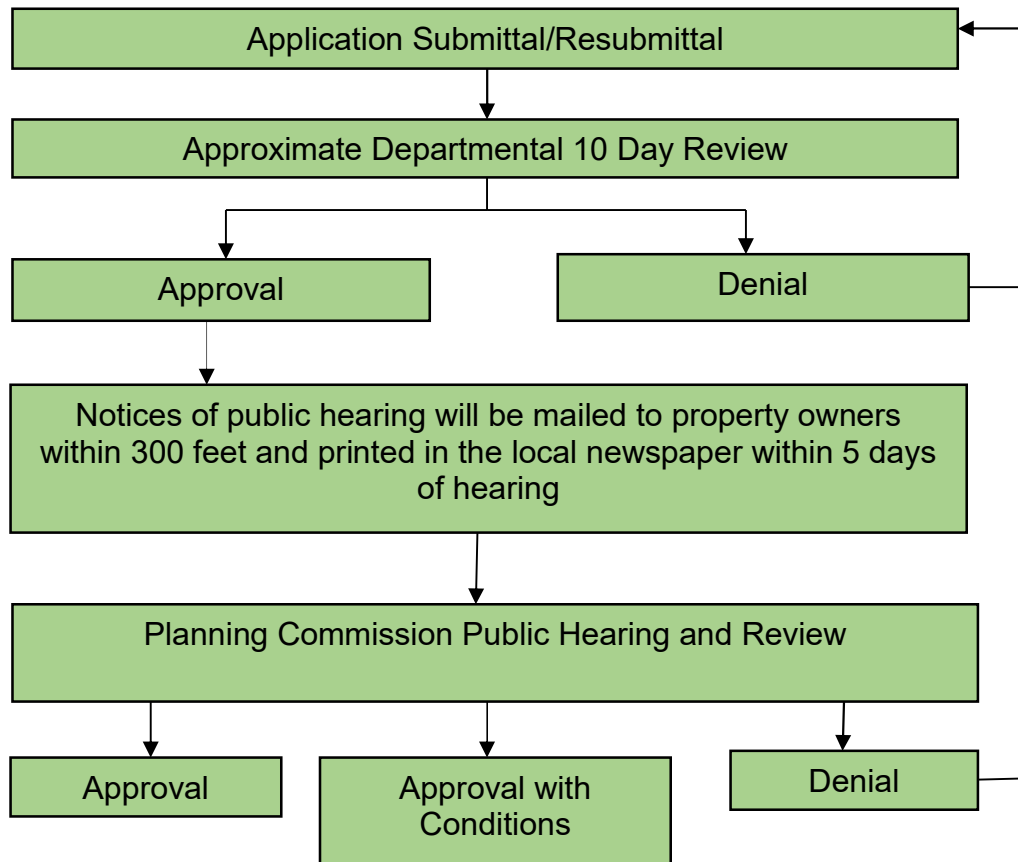 Application Submittal/Resubmittal
Approximate Departmental 10 Day Review
Approval
Denial
Notices of public hearing will be mailed to property owners
within 300 feet and printed in the local newspaper within 5 days
of hearing
Planning Commission Public Hearing and Review
Approval
Approval with
Conditions
Denial